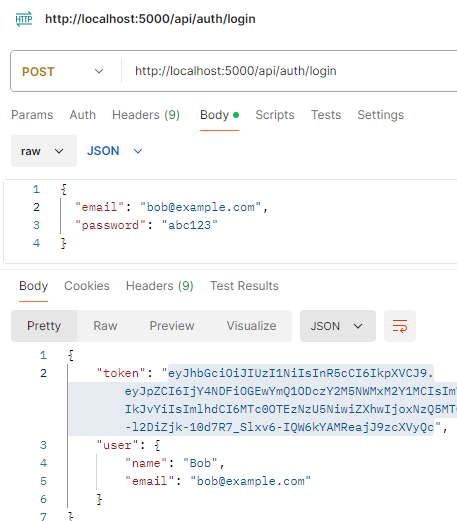 HTTP http://localhost:5000/api/auth/login
POST http://localhost:5000/api/auth/login
Params Auth Headers (9) Body Scripts Tests Settings
raw JSON
1 {
2 "email": "bob@example.com",
3 "password": "abc123"
4 }
Body Cookies Headers (9) Test Results
Pretty Raw Preview Visualize JSON
1 {
2 "token": "eyJhbGciOiJIUzI1NiIsInR5cCI6IkpXVCJ9.
eyJpZCI6IjY4NDFiOGEwYmQ1ODczY2M5NWMxM2Y1MCIsIm
IkJvYiIsImlhdCI6MTc0OTEzNzU5NiwiZXhwIjoxNzQ5MT
-l2DiZjk-10d7R7_Slxv6-IQW6kYAMReajJ9zcXVyQc",
3 "user": {
4 "name": "Bob",
5 "email": "bob@example.com"
6 }
7 }